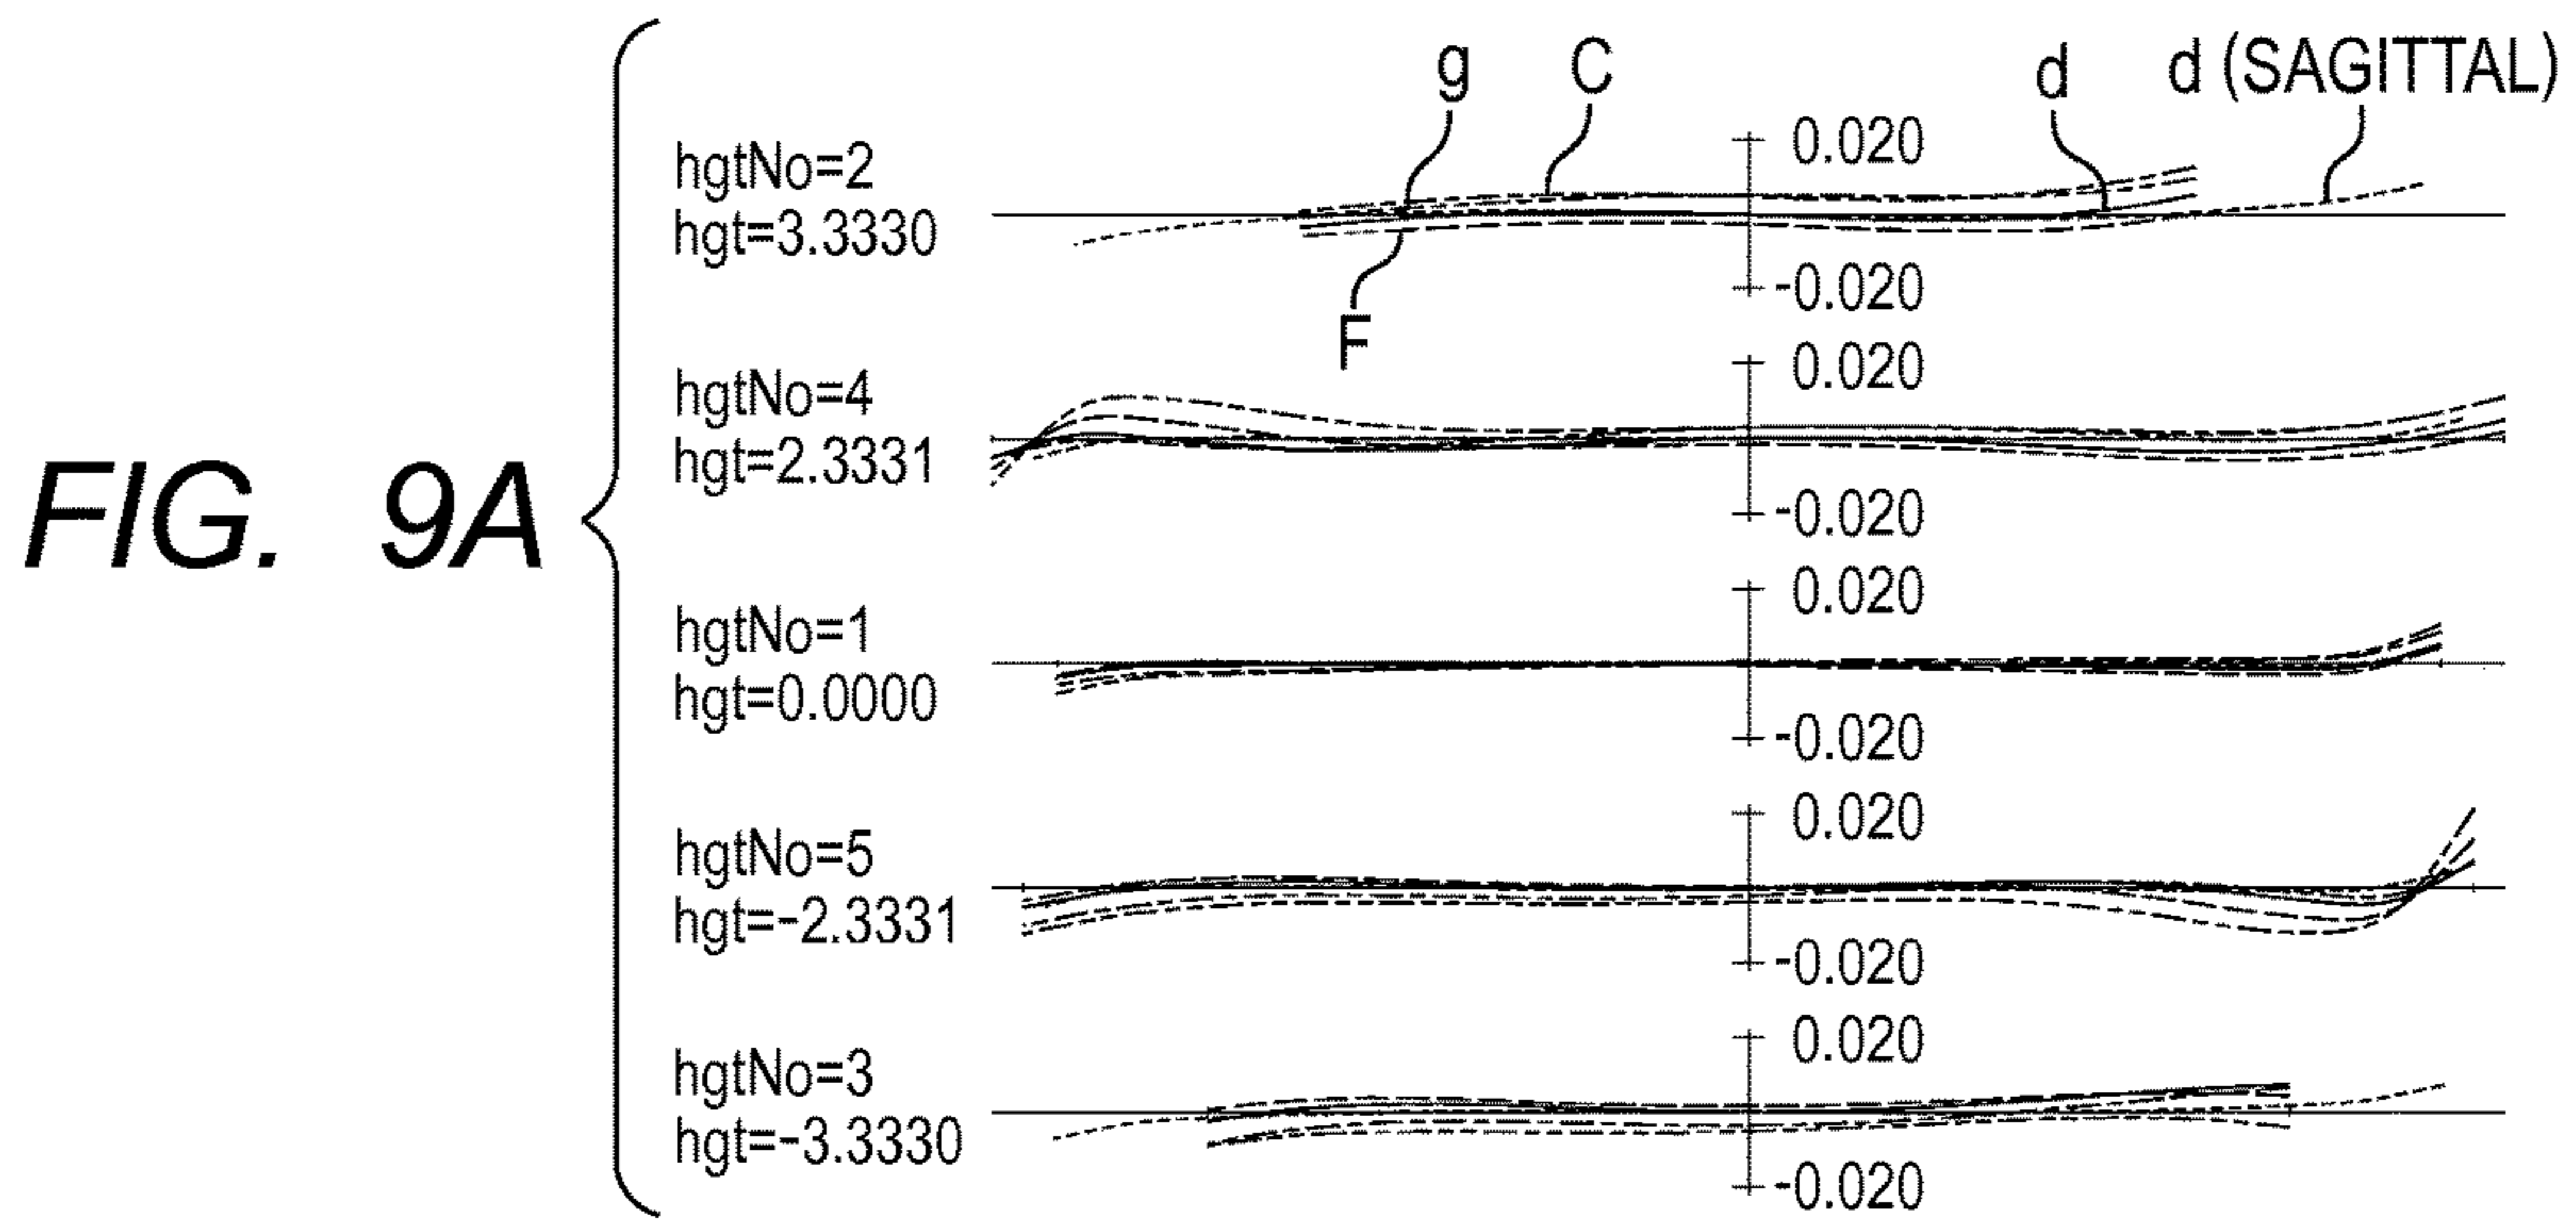 FIG. 9A
g C d d (SAGITTAL)
F
hgtNo=2
hgt=3.3330
0.020
-0.020
hgtNo=4
hgt=2.3331
0.020
-0.020
hgtNo=1
hgt=0.0000
0.020
-0.020
hgtNo=5
hgt=-2.3331
0.020
-0.020
hgtNo=3
hgt=-3.3330
0.020
-0.020